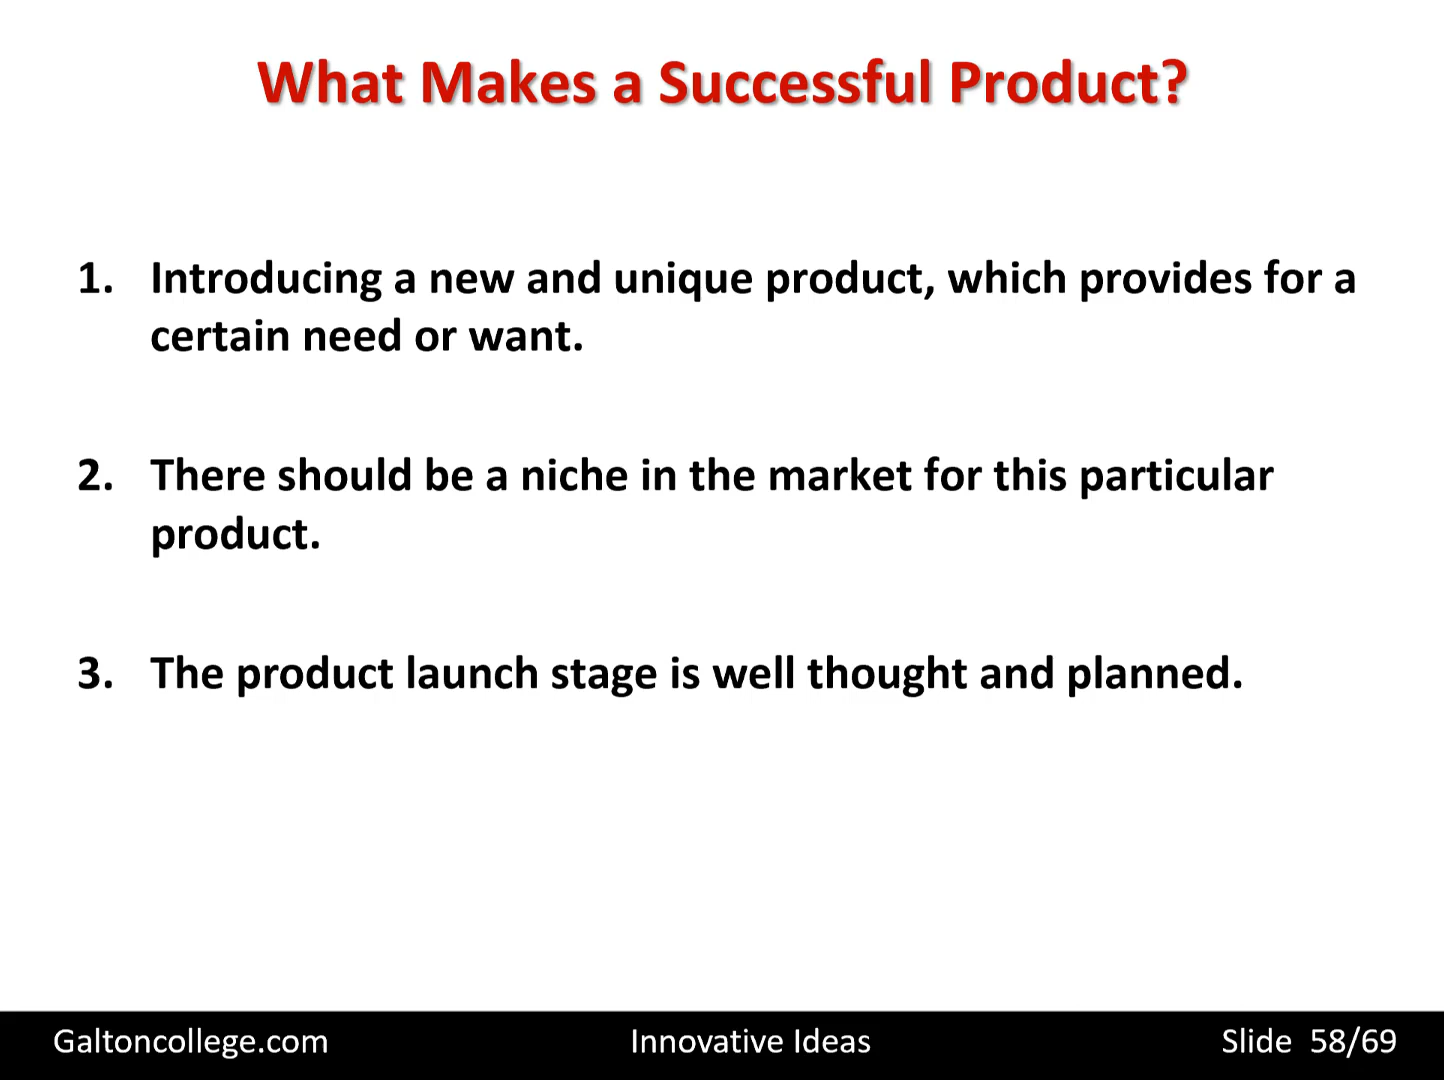 What Makes a Successful Product?
1. Introducing a new and unique product, which provides for a
certain need or want.
2. There should be a niche in the market for this particular
product.
3. The product launch stage is well thought and planned.
Galtoncollege.com Innovative Ideas Slide 58/69